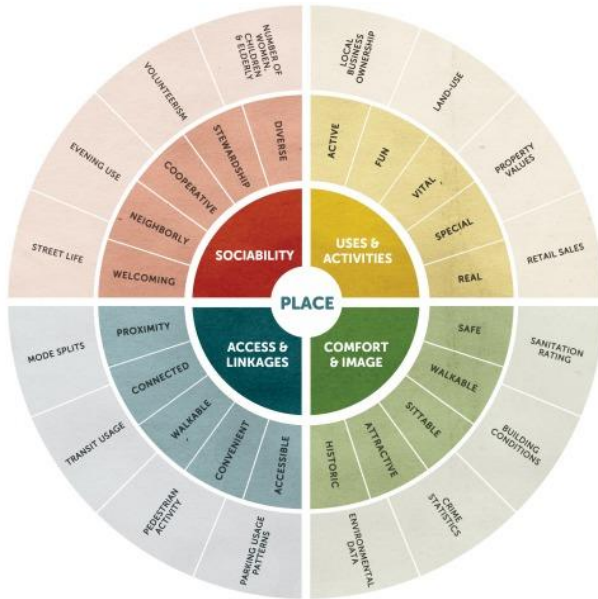 NUMBER OF
WOMEN,
CHILDREN
& ELDERLY
VOLUNTEERISM
EVENING USE
STREET LIFE
DIVERSE
STEWARDSHIP
COOPERATIVE
NEIGHBORLY
WELCOMING
SOCIABILITY
LOCAL
BUSINESS
OWNERSHIP
LAND-USE
PROPERTY
VALUES
RETAIL SALES
ACTIVE
FUN
VITAL
SPECIAL
REAL
USES &
ACTIVITIES
PLACE
ACCESS &
LINKAGES
PROXIMITY
CONNECTED
WALKABLE
CONVENIENT
ACCESSIBLE
MODE SPLITS
TRANSIT USAGE
PEDESTRIAN
ACTIVITY
PARKING USAGE
PATTERNS
COMFORT
& IMAGE
SAFE
WALKABLE
SITTABLE
ATTRACTIVE
HISTORIC
SANITATION
RATING
BUILDING
CONDITIONS
CRIME
STATISTICS
ENVIRONMENTAL
DATA